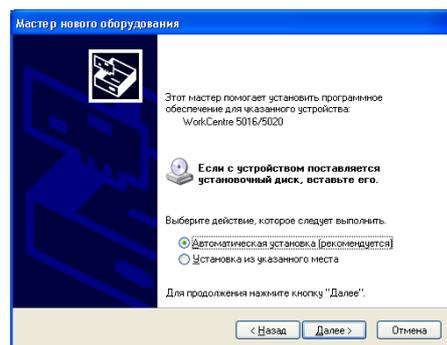 Мастер нового оборудования
Этот мастер помогает установить программное
обеспечение для указанного устройства:
WorkCentre 5016/5020
Если с устройством поставляется
установочный диск, вставьте его.
Выберите действие, которое следует выполнить.
Автоматическая установка (рекомендуется)
Установка из указанного места
Для продолжения нажмите кнопку "Далее".
< Назад
Далее >
Отмена